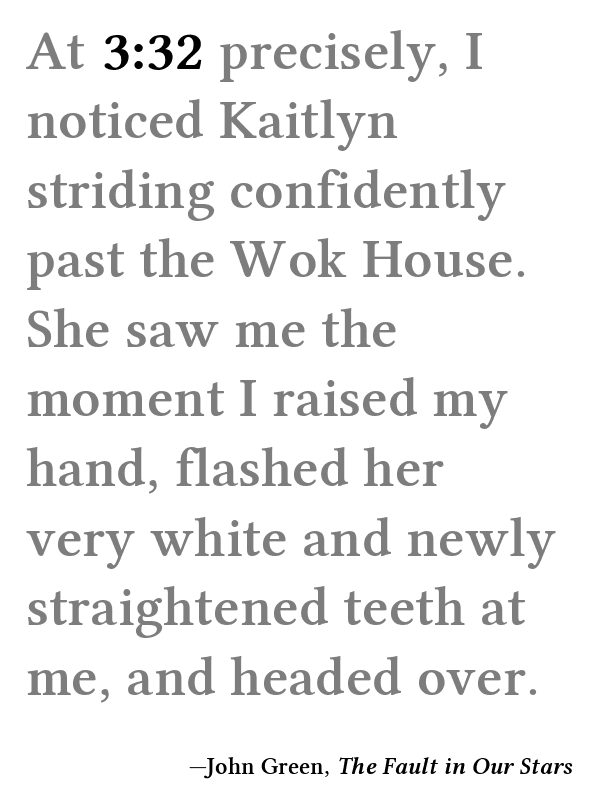 At 3:32 precisely, I
noticed Kaitlyn
striding confidently
past the Wok House.
She saw me the
moment I raised my
hand, flashed her
very white and newly
straightened teeth at
me, and headed over.
—John Green, The Fault in Our Stars